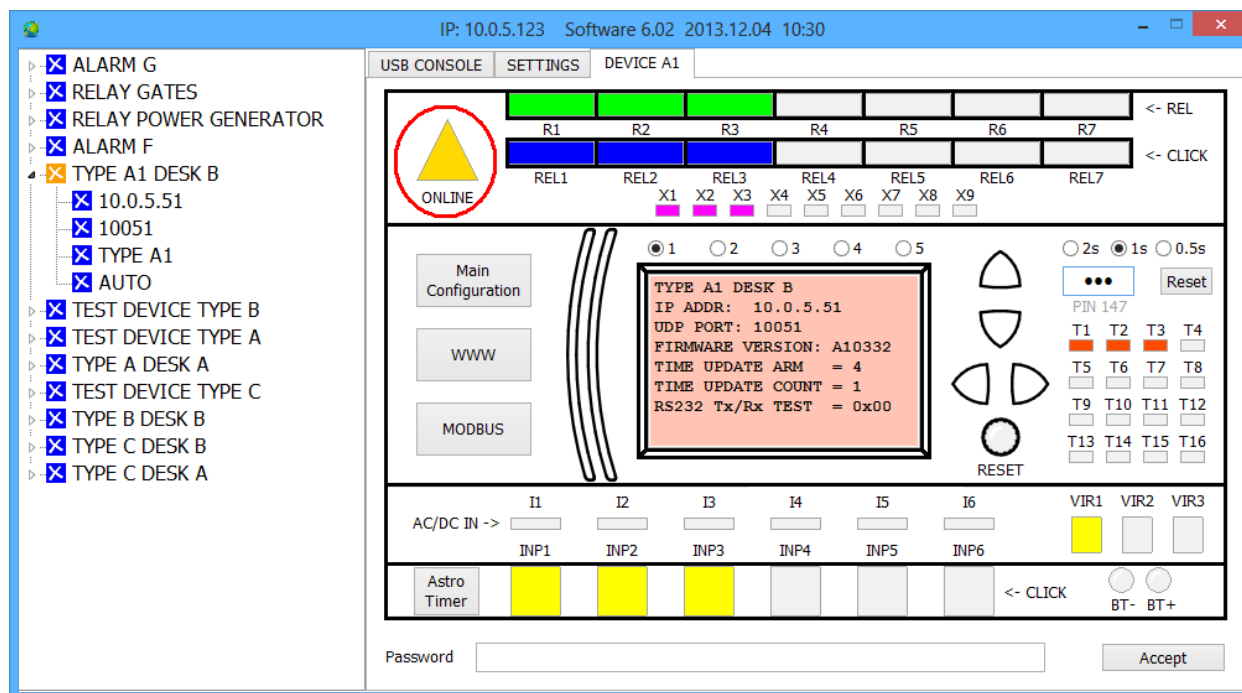 IP: 10.0.5.123 Software 6.02 2013.12.04 10:30
ALARM G
RELAY GATES
RELAY POWER GENERATOR
ALARM F
TYPE A1 DESK B
10.0.5.51
10051
TYPE A1
AUTO
TEST DEVICE TYPE B
TEST DEVICE TYPE A
TYPE A DESK A
TEST DEVICE TYPE C
TYPE B DESK B
TYPE C DESK B
TYPE C DESK A
USB CONSOLE SETTINGS DEVICE A1
<- REL
R1 R2 R3 R4 R5 R6 R7
<- CLICK
REL1 REL2 REL3 REL4 REL5 REL6 REL7
ONLINE
X1 X2 X3 X4 X5 X6 X7 X8 X9
Main
Configuration
WWW
MODBUS
1 2 3 4 5
TYPE A1 DESK B
IP ADDR: 10.0.5.51
UDP PORT: 10051
FIRMWARE VERSION: A10332
TIME UPDATE ARM = 4
TIME UPDATE COUNT = 1
RS232 Tx/Rx TEST = 0x00
RESET
2s 1s 0.5s
••• Reset
PIN 147
T1 T2 T3 T4
T5 T6 T7 T8
T9 T10 T11 T12
T13 T14 T15 T16
I1 I2 I3 I4 I5 I6
AC/DC IN ->
INP1 INP2 INP3 INP4 INP5 INP6
VIR1 VIR2 VIR3
Astro
Timer
<- CLICK
BT- BT+
Password
Accept